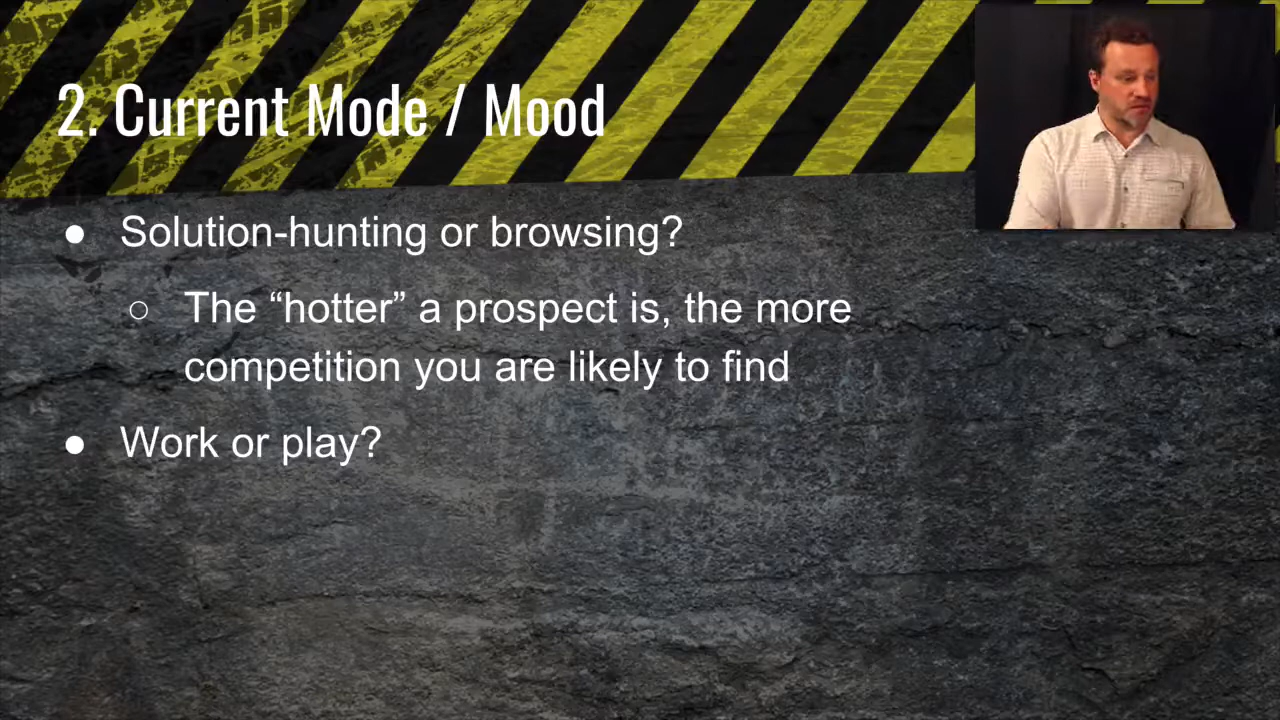 2. Current Mode / Mood
● Solution-hunting or browsing?
○ The “hotter” a prospect is, the more
competition you are likely to find
● Work or play?